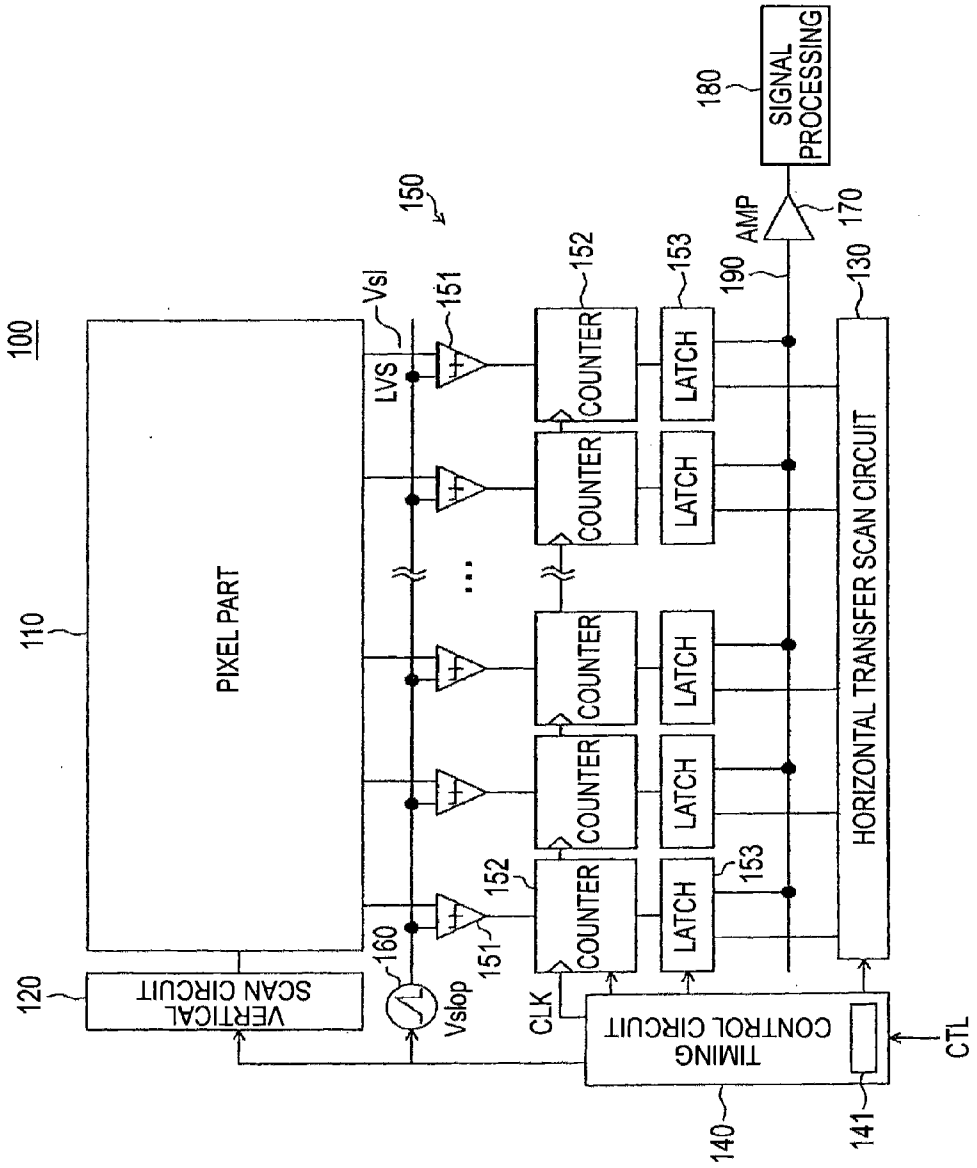 100
110
PIXEL PART
120
VERTICAL
SCAN CIRCUIT
LVS
Vsl
160
Vslop
151
151
150
...
CLK
152
152
COUNTER
COUNTER
COUNTER
COUNTER
COUNTER
153
153
LATCH
LATCH
LATCH
LATCH
LATCH
190
AMP
170
180
SIGNAL
PROCESSING
130
HORIZONTAL TRANSFER SCAN CIRCUIT
TIMING
CONTROL CIRCUIT
140
141
CTL